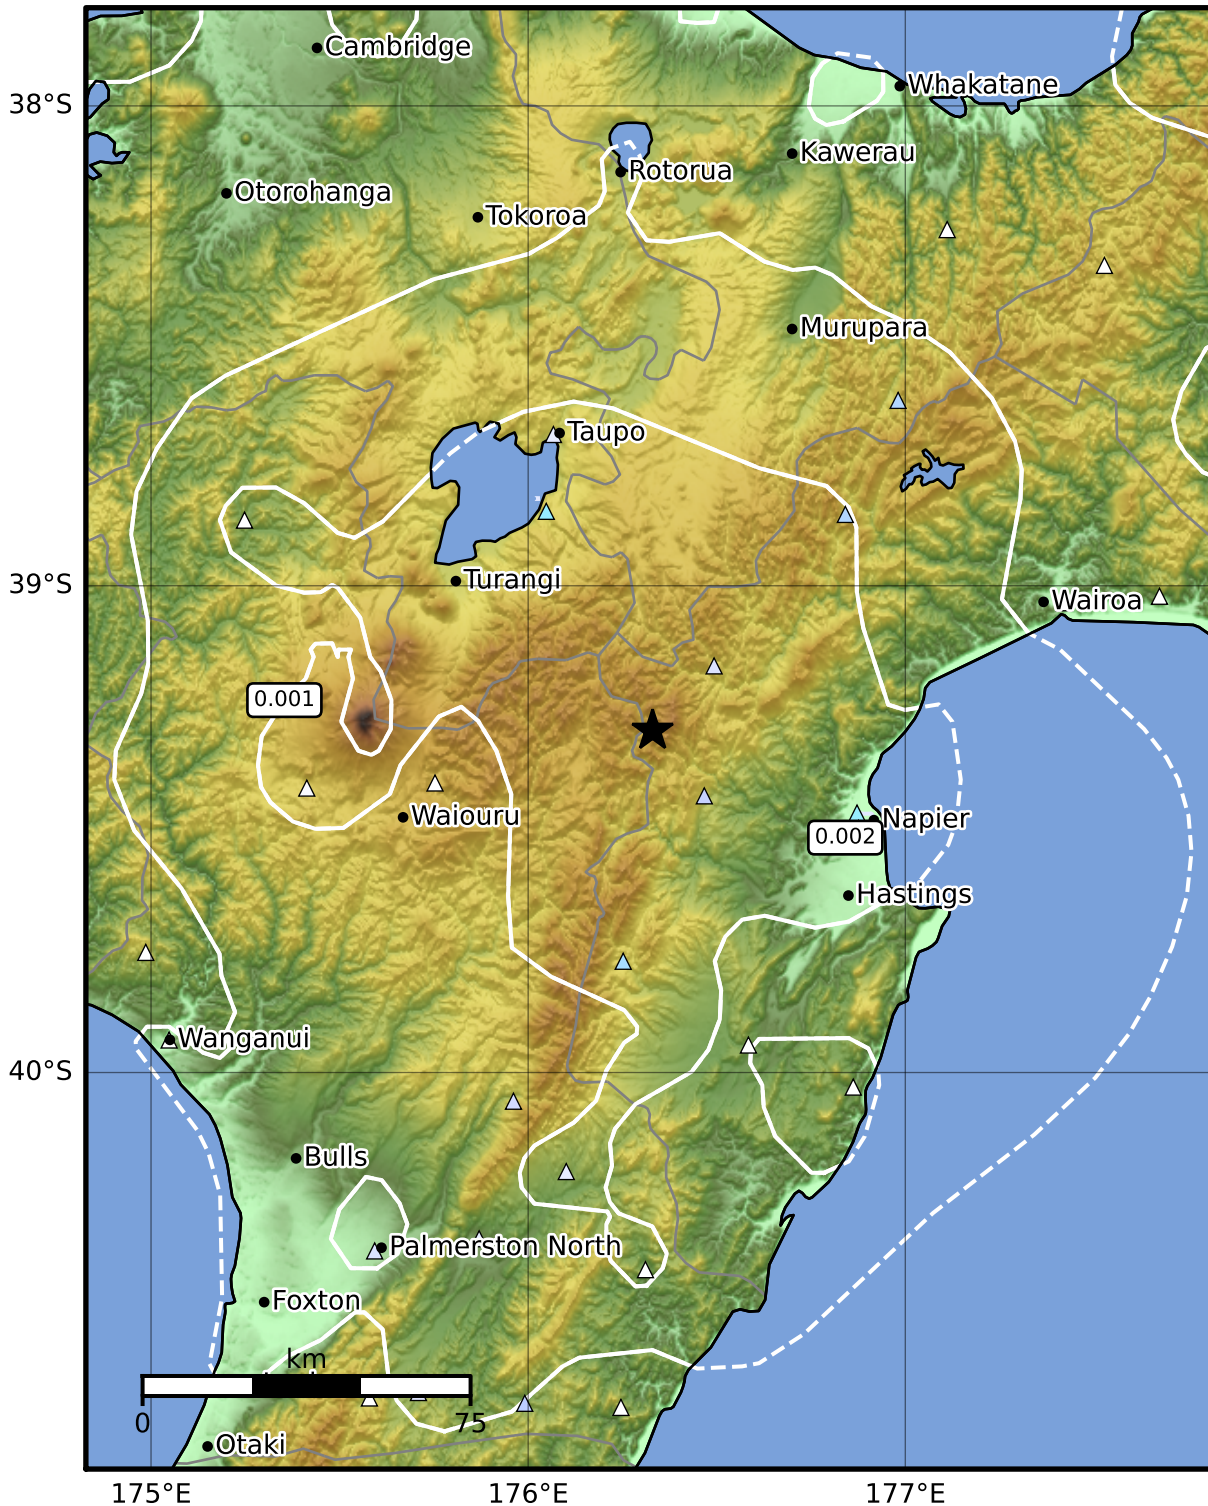 Cambridge
Whakatane
38°S
Kawerau
Rotorua
Otorohanga
Tokoroa
Murupara
Taupo
Turangi
39°S
Wairoa
0.001
Waiouru
Napier
0.002
Hastings
Wanganui
40°S
Bulls
Palmerston North
Foxton
km
0
75
Otaki
175°E
176°E
177°E